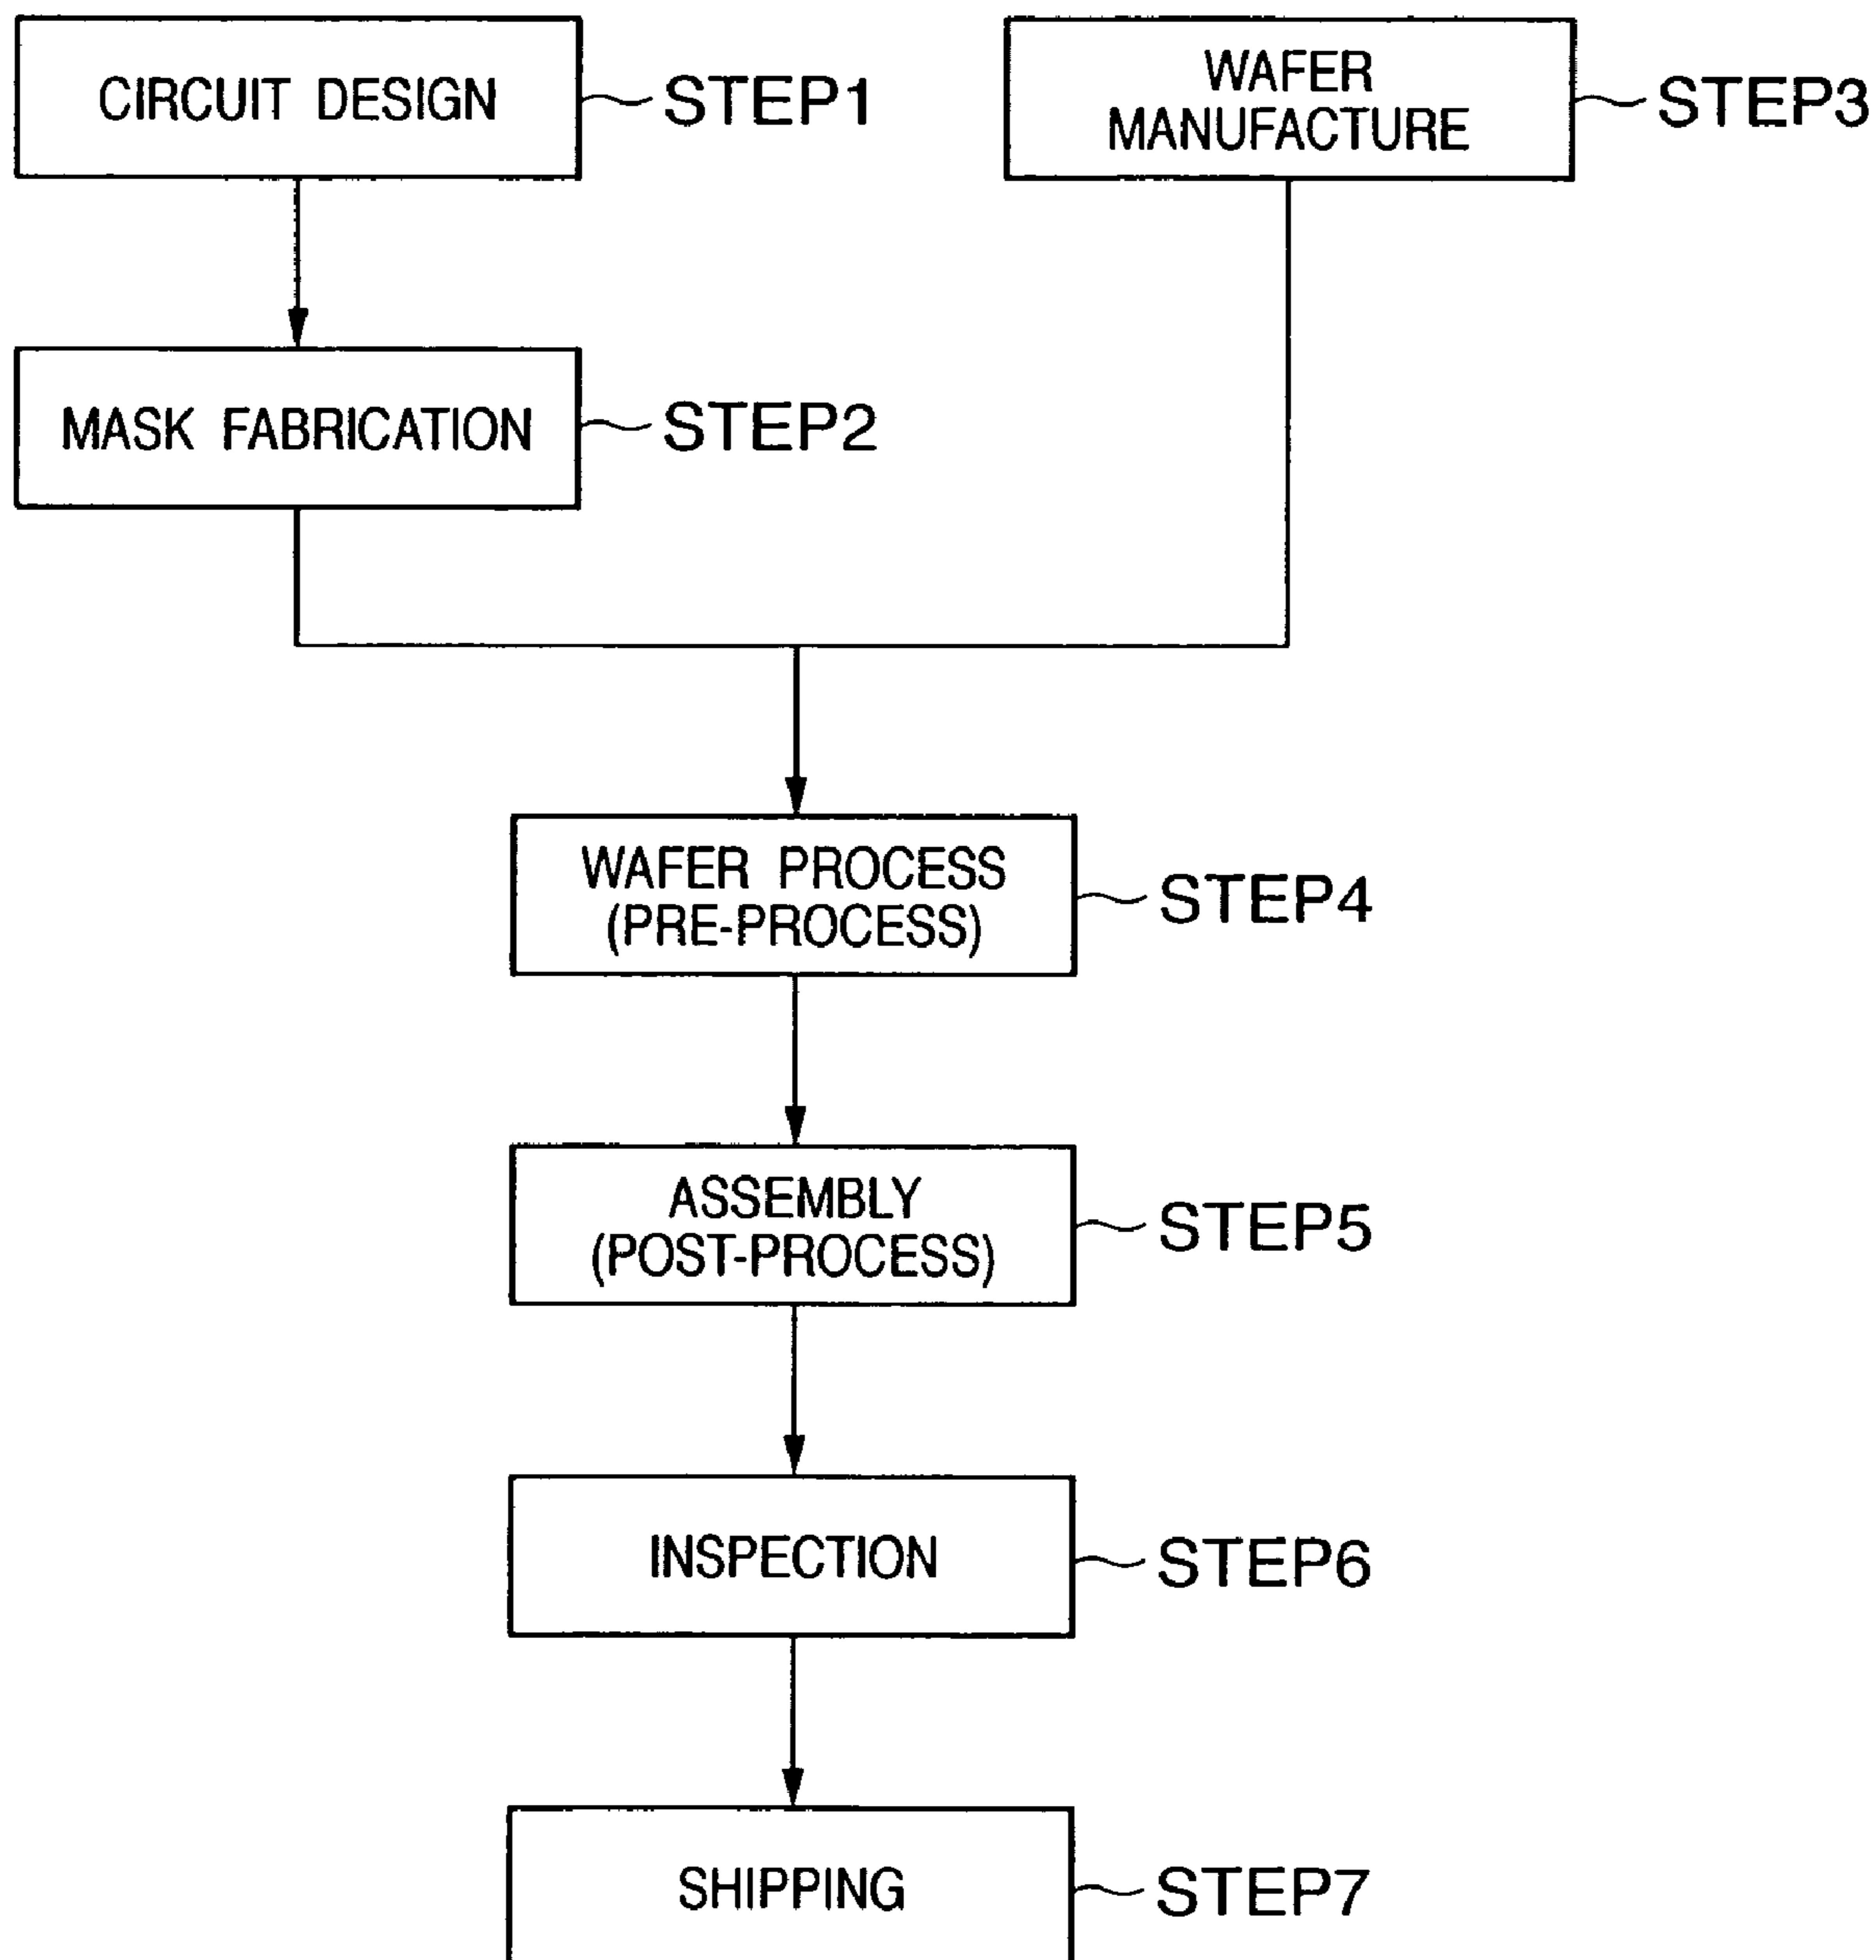 CIRCUIT DESIGN
STEP1
WAFER
MANUFACTURE
STEP3
MASK FABRICATION
STEP2
WAFER PROCESS
(PRE-PROCESS)
STEP4
ASSEMBLY
(POST-PROCESS)
STEP5
INSPECTION
STEP6
SHIPPING
STEP7